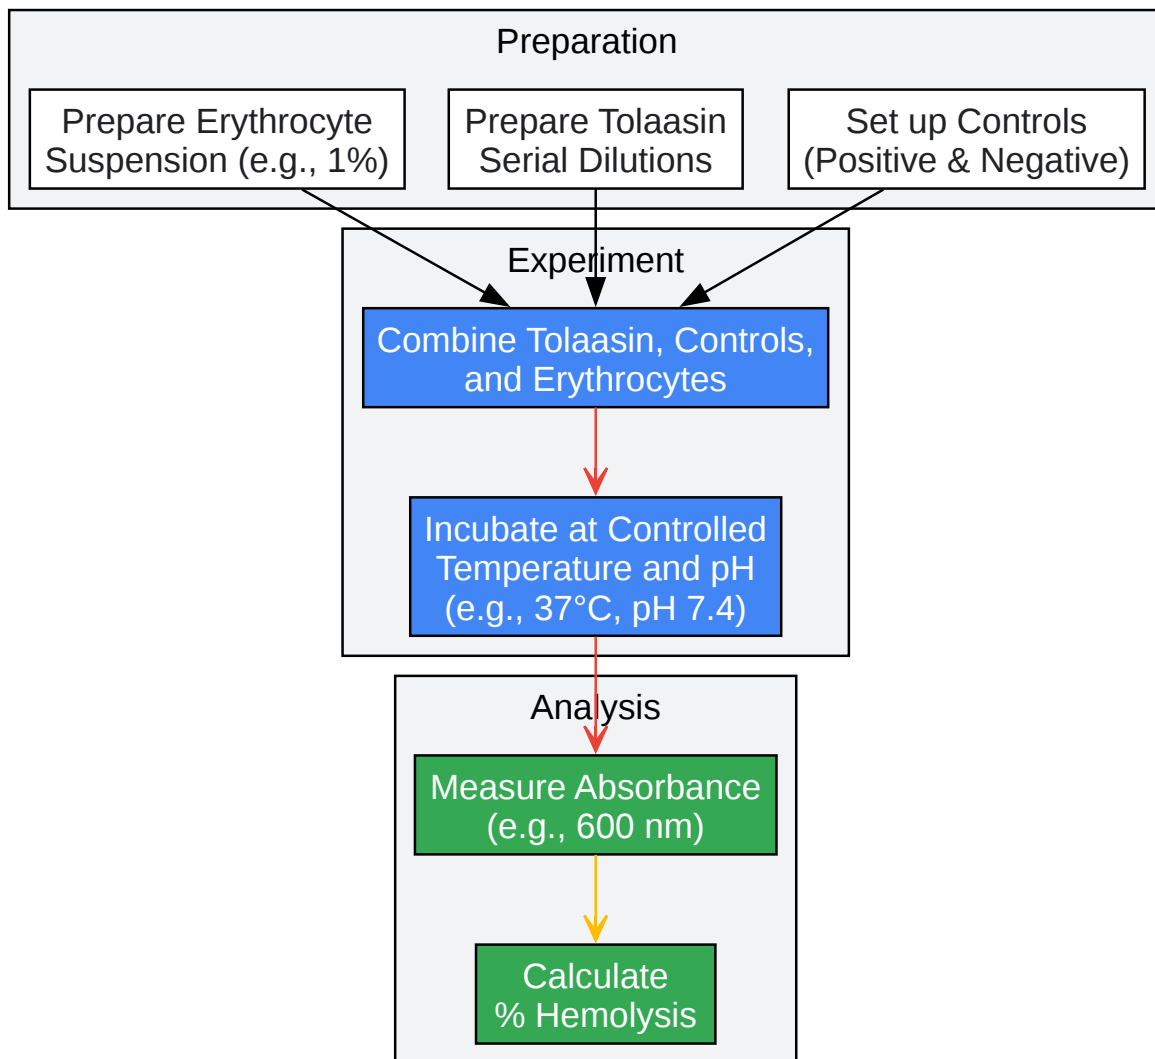 Preparation
Prepare Erythrocyte
Suspension (e.g., 1%)
Prepare Tolaasin
Serial Dilutions
Set up Controls
(Positive & Negative)
Experiment
Combine Tolaasin, Controls,
and Erythrocytes
Incubate at Controlled
Temperature and pH
(e.g., 37°C, pH 7.4)
Analysis
Measure Absorbance
(e.g., 600 nm)
Calculate
% Hemolysis